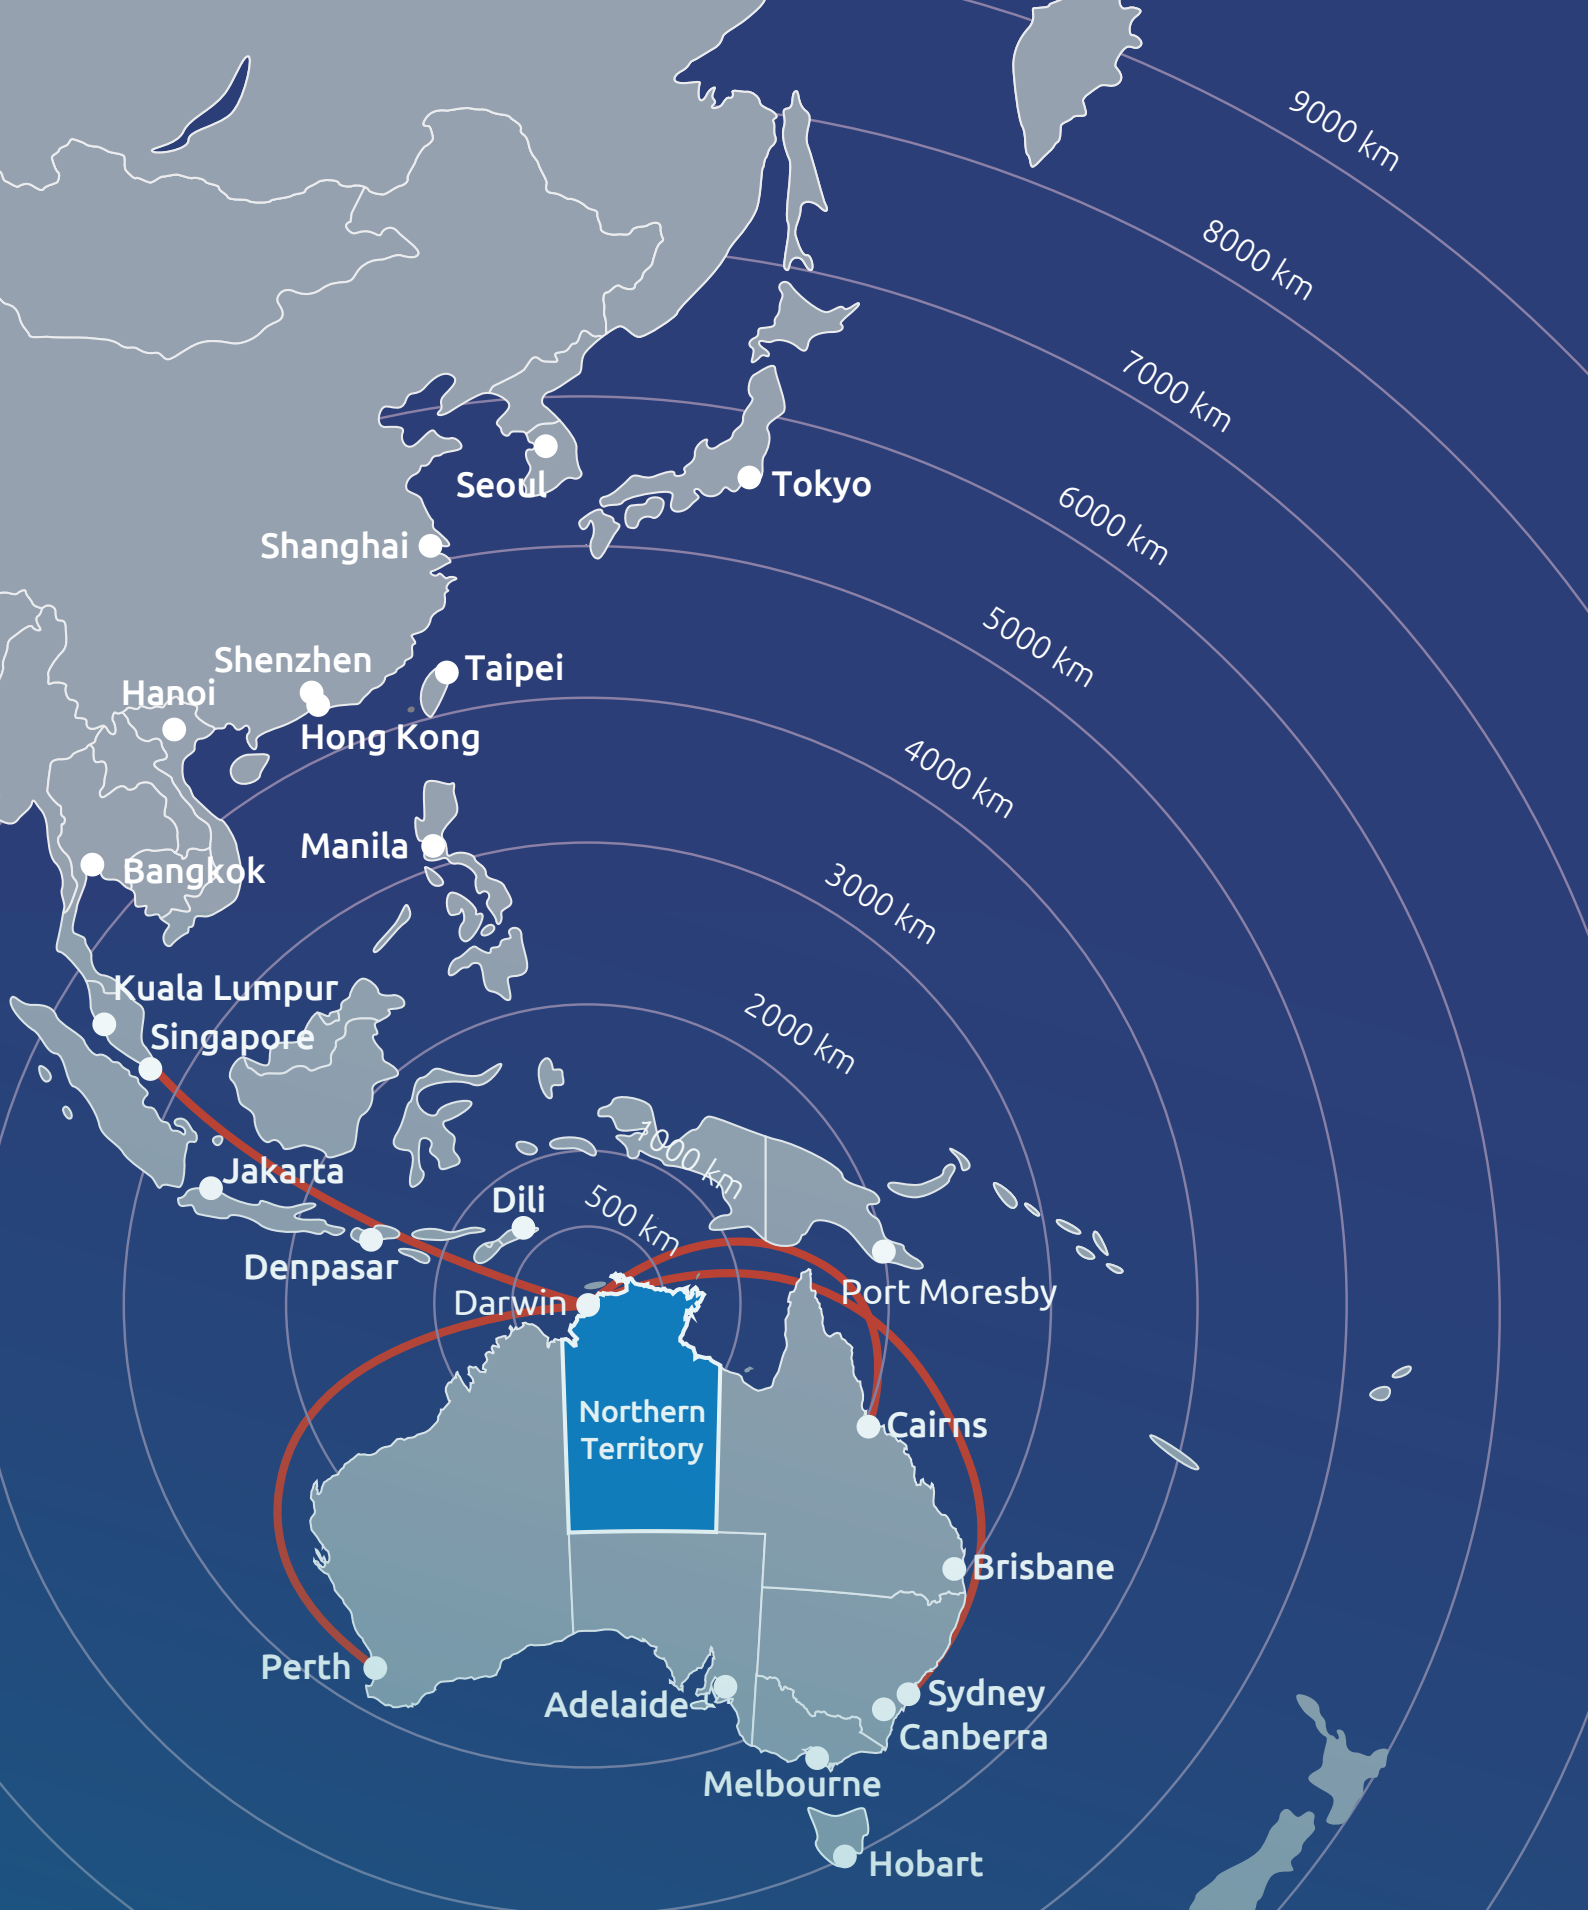 9000 km
8000 km
7000 km
6000 km
5000 km
4000 km
3000 km
2000 km
1000 km
500 km
Seoul
Tokyo
Shanghai
Shenzhen
Taipei
Hanoi
Hong Kong
Manila
Bangkok
Kuala Lumpur
Singapore
Jakarta
Dili
Denpasar
Port Moresby
Darwin
Northern
Territory
Cairns
Brisbane
Perth
Adelaide
Sydney
Canberra
Melbourne
Hobart